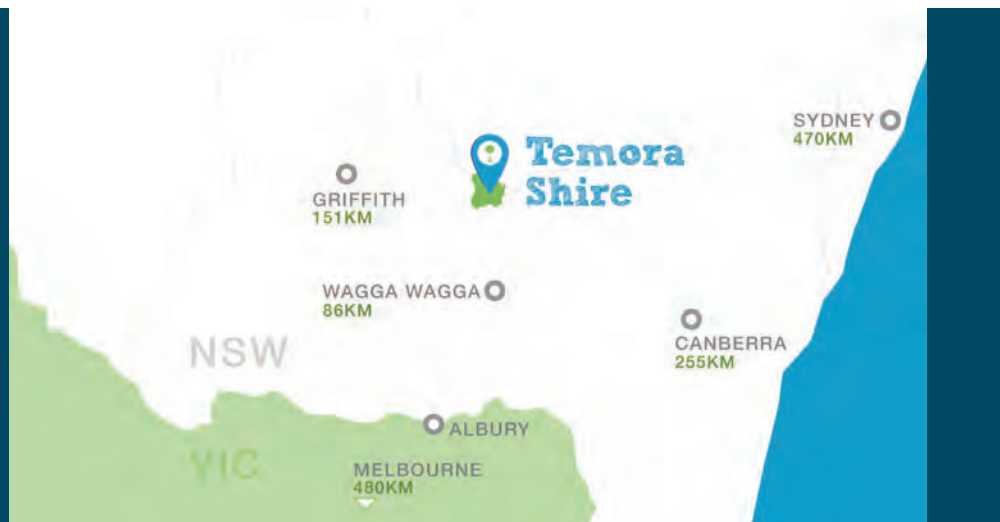 SYDNEY
470KM
Temora
Shire
GRIFFITH
151KM
WAGGA WAGGA
86KM
CANBERRA
255KM
NSW
ALBURY
VIC
MELBOURNE
480KM